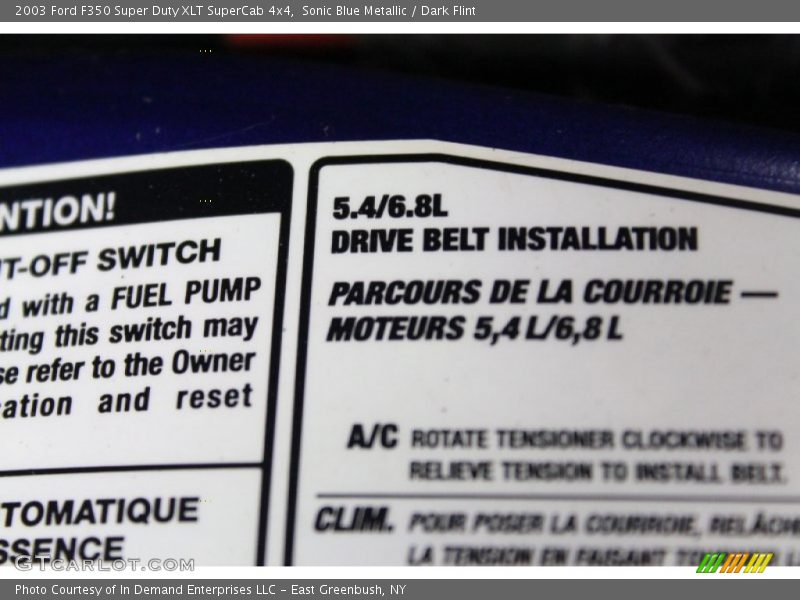 2003 Ford F350 Super Duty XLT SuperCab 4x4, Sonic Blue Metallic / Dark Flint
NTION!
T-OFF SWITCH
d with a FUEL PUMP
ting this switch may
se refer to the Owner
ation and reset
TOMATIQUE
SSENCE
5.4/6.8L
DRIVE BELT INSTALLATION
PARCOURS DE LA COURROIE —
MOTEURS 5,4 L/6,8 L
A/C ROTATE TENSIONER CLOCKWISE TO
RELIEVE TENSION TO INSTALL BELT.
CLIM. POUR POSER LA COURROIE, RELÂCHE
LA TENSION EN FAISANT
GTCARLOT.COM
Photo Courtesy of In Demand Enterprises LLC - East Greenbush, NY